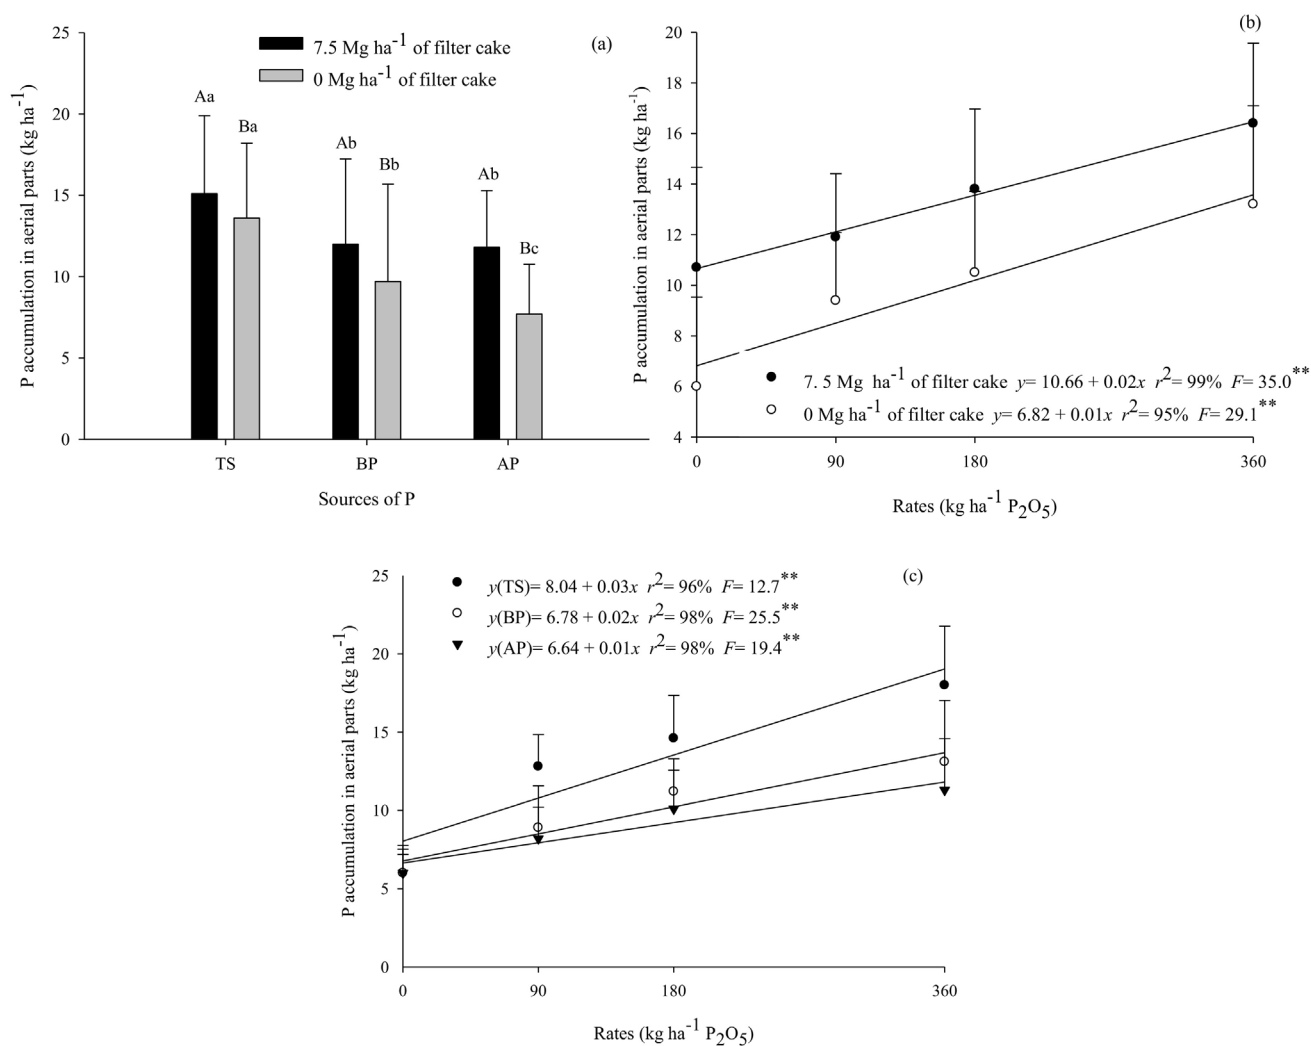 25
20
15
10
5
0
P accumulation in aerial parts (kg ha⁻¹)
7.5 Mg ha⁻¹ of filter cake
0 Mg ha⁻¹ of filter cake
(a)
Aa
Ba
Ab
Bb
Ab
Bc
TS BP AP
Sources of P
(b)
20
18
16
14
12
10
8
6
4
P accumulation in aerial parts (kg ha⁻¹)
7. 5 Mg ha⁻¹ of filter cake y= 10.66 + 0.02x r²= 99% F= 35.0**
0 Mg ha⁻¹ of filter cake y= 6.82 + 0.01x r²= 95% F= 29.1**
0 90 180 360
Rates (kg ha⁻¹ P₂O₅)
(c)
25
20
15
10
5
0
P accumulation in aerial parts (kg ha⁻¹)
y(TS)= 8.04 + 0.03x r²= 96% F= 12.7**
y(BP)= 6.78 + 0.02x r²= 98% F= 25.5**
y(AP)= 6.64 + 0.01x r²= 98% F= 19.4**
0 90 180 360
Rates (kg ha⁻¹ P₂O₅)